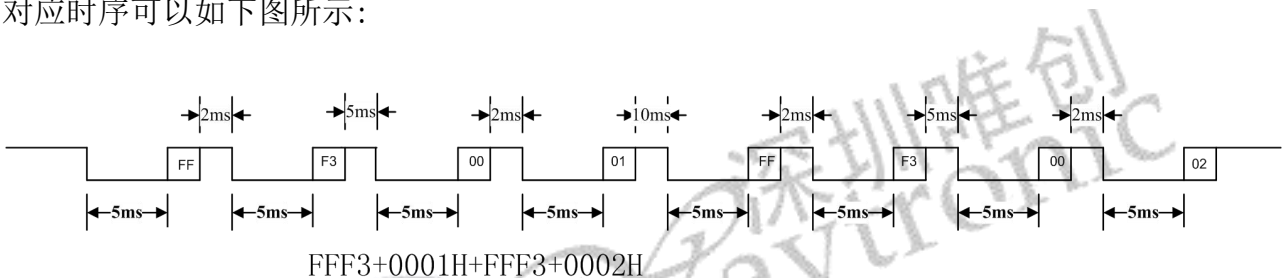 对应时序可以如下图所示：
2ms 5ms 2ms 10ms 2ms 5ms 2ms
FF F3 00 01 FF F3 00 02
5ms 5ms 5ms 5ms 5ms 5ms 5ms 5ms
FFF3+0001H+FFF3+0002H
深圳唯创
aytronic